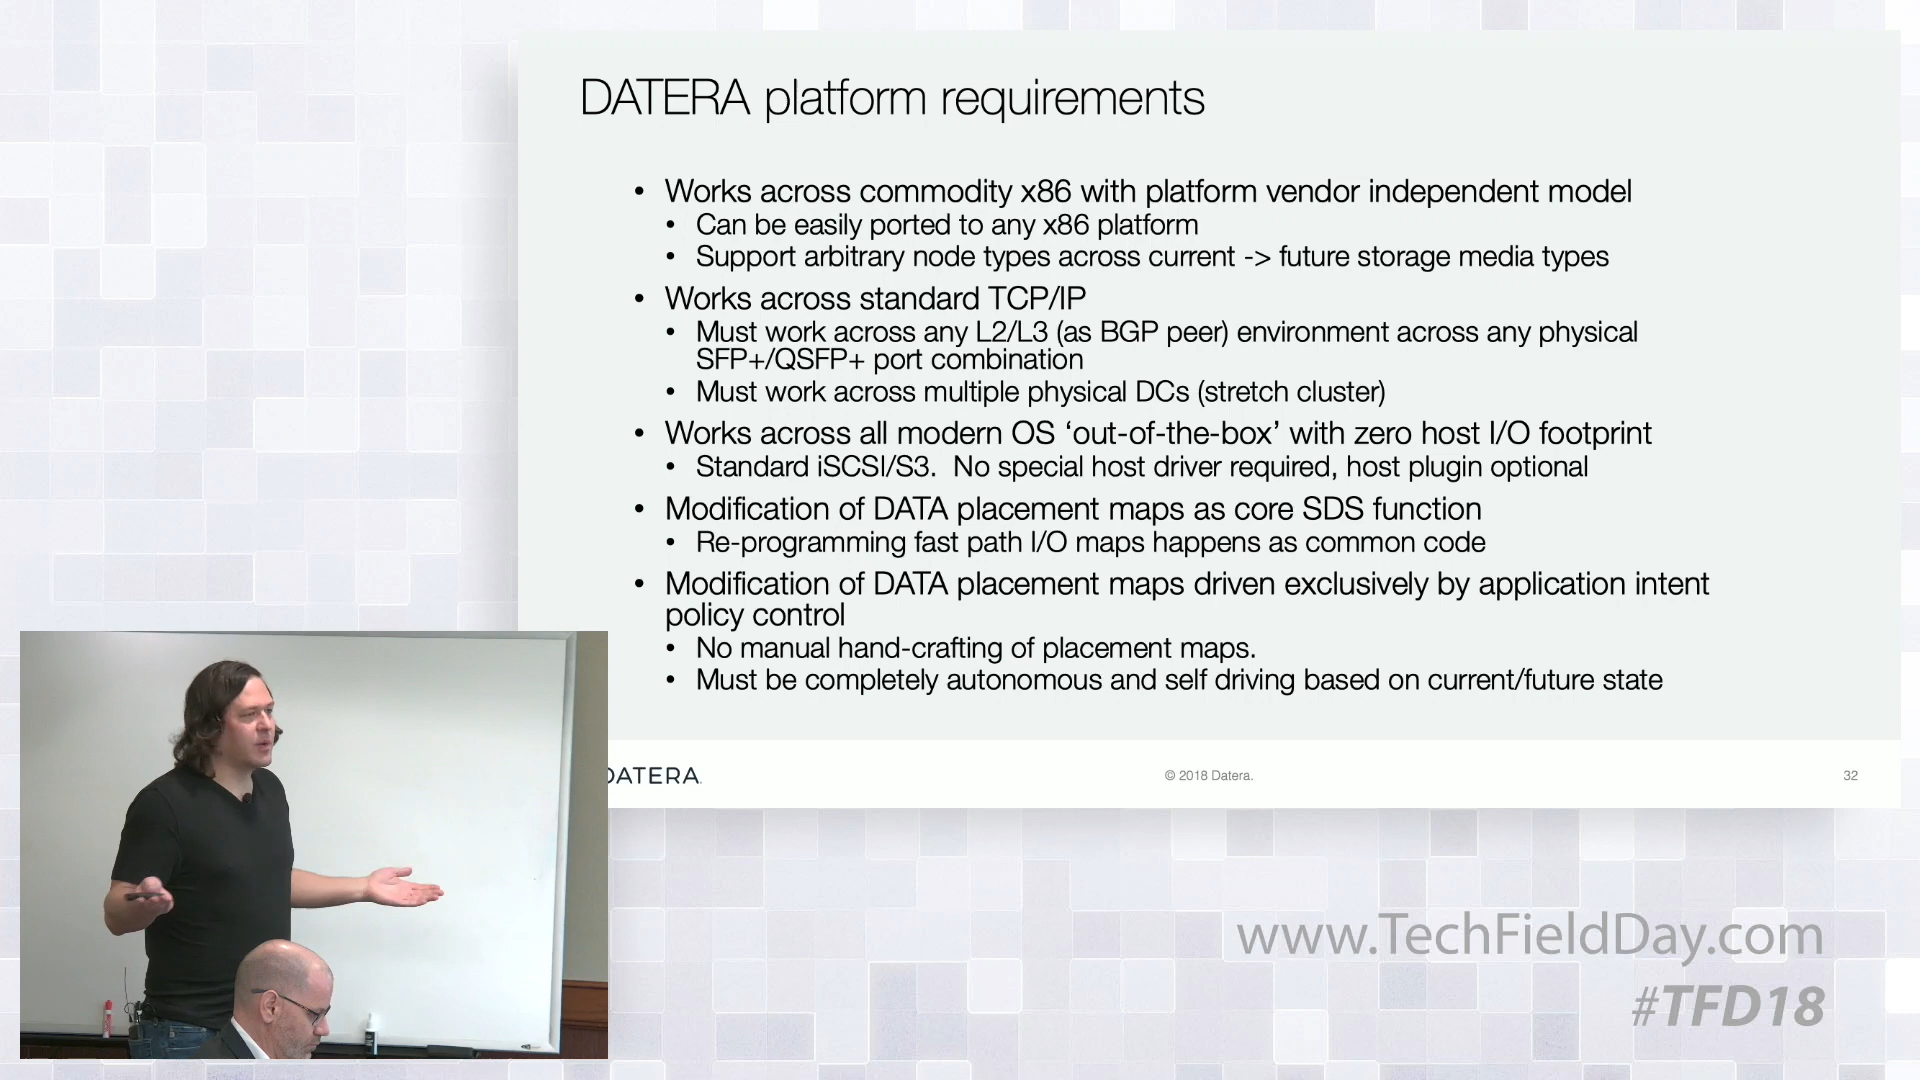 DATERA platform requirements
• Works across commodity x86 with platform vendor independent model
• Can be easily ported to any x86 platform
• Support arbitrary node types across current -> future storage media types
• Works across standard TCP/IP
• Must work across any L2/L3 (as BGP peer) environment across any physical
SFP+/QSFP+ port combination
• Must work across multiple physical DCs (stretch cluster)
• Works across all modern OS ‘out-of-the-box’ with zero host I/O footprint
• Standard iSCSI/S3.  No special host driver required, host plugin optional
• Modification of DATA placement maps as core SDS function
• Re-programming fast path I/O maps happens as common code
• Modification of DATA placement maps driven exclusively by application intent
policy control
• No manual hand-crafting of placement maps.
• Must be completely autonomous and self driving based on current/future state
DATERA.
© 2018 Datera.
32
www.TechFieldDay.com
#TFD18